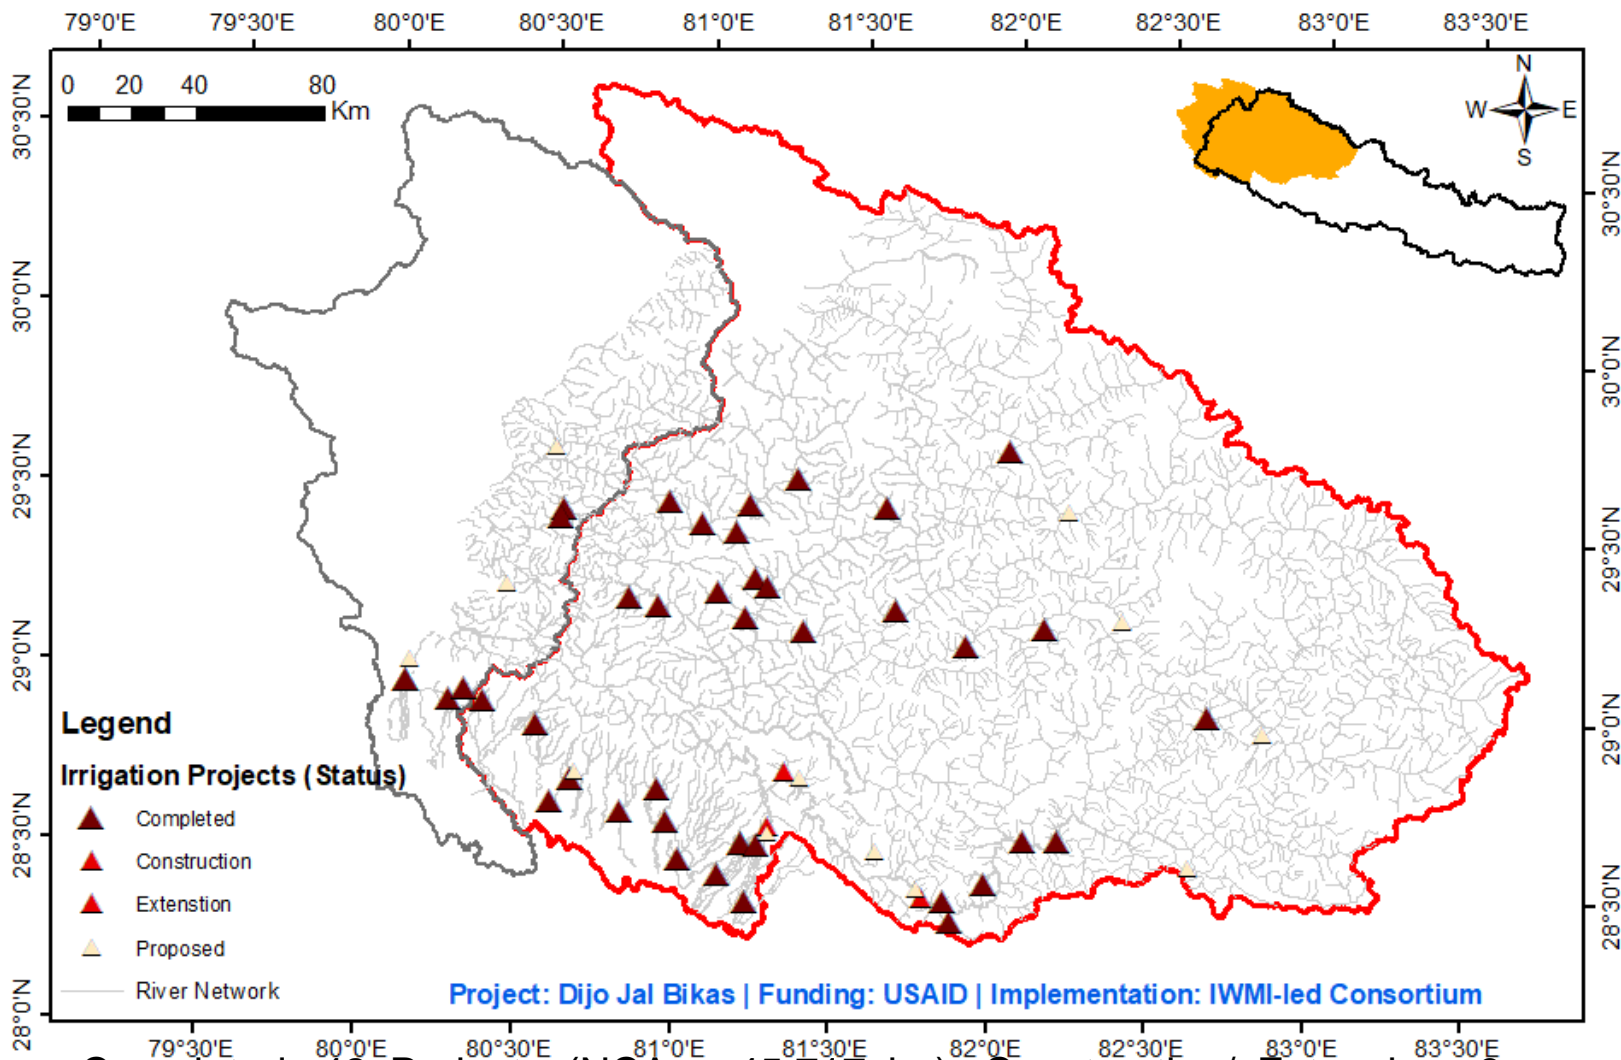 79°0'E 79°30'E 80°0'E 80°30'E 81°0'E 81°30'E 82°0'E 82°30'E 83°0'E 83°30'E
0 20 40 80
Km
N
W E
S
30°30'N
30°0'N
29°30'N
29°0'N
28°30'N
28°0'N
30°30'N
30°0'N
29°30'N
29°0'N
28°30'N
Legend
Irrigation Projects (Status)
Completed
Construction
Extenstion
Proposed
River Network
Project: Dijo Jal Bikas | Funding: USAID | Implementation: IWMI-led Consortium
79°30'E 80°0'E 80°30'E 81°0'E 81°30'E 82°0'E 82°30'E 83°0'E 83°30'E